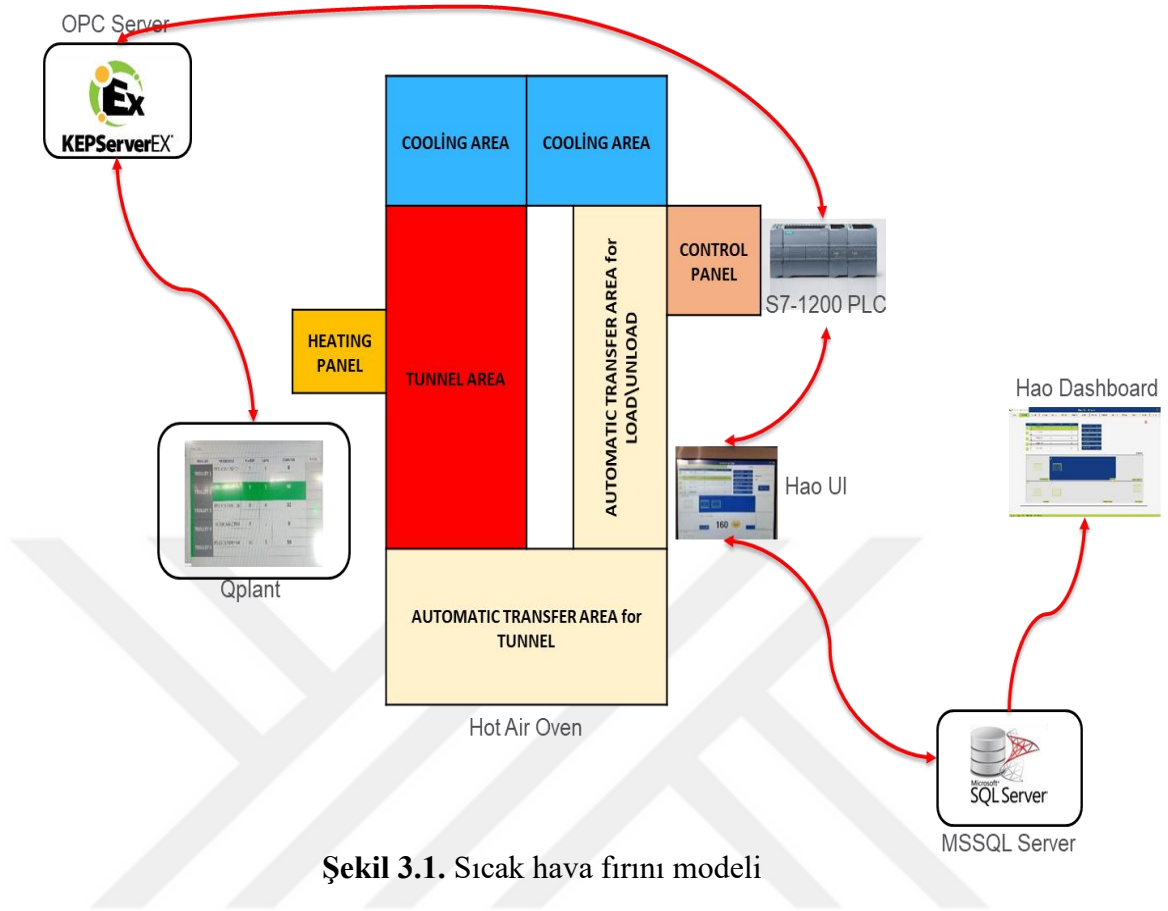 OPC Server
Ex
KEPServerEX
COOLİNG AREA
COOLİNG AREA
CONTROL
PANEL
S7-1200 PLC
HEATING
PANEL
TUNNEL AREA
AUTOMATIC TRANSFER AREA for
LOAD\UNLOAD
Hao Dashboard
Hao UI
160
Qplant
AUTOMATIC TRANSFER AREA for
TUNNEL
Hot Air Oven
Microsoft
SQL Server
MSSQL Server
Şekil 3.1. Sıcak hava fırını modeli